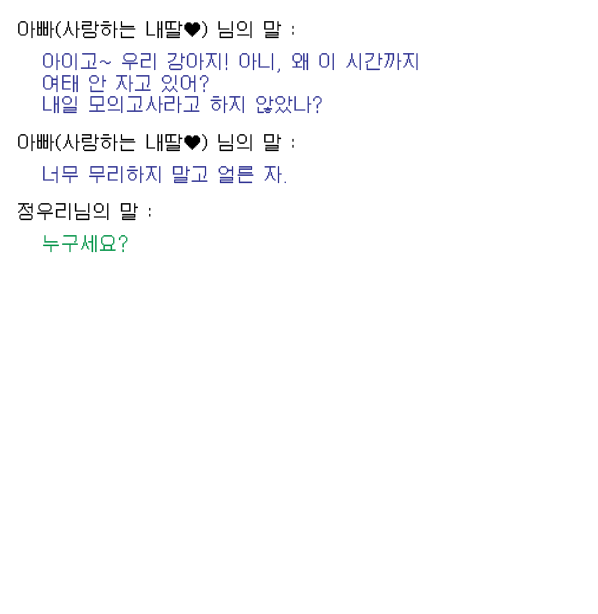 아빠(사랑하는 내딸♥) 님의 말 :
아이고~ 우리 강아지! 아니, 왜 이 시간까지
여태 안 자고 있어?
내일 모의고사라고 하지 않았나?
아빠(사랑하는 내딸♥) 님의 말 :
너무 무리하지 말고 얼른 자.
정우리님의 말 :
누구세요?